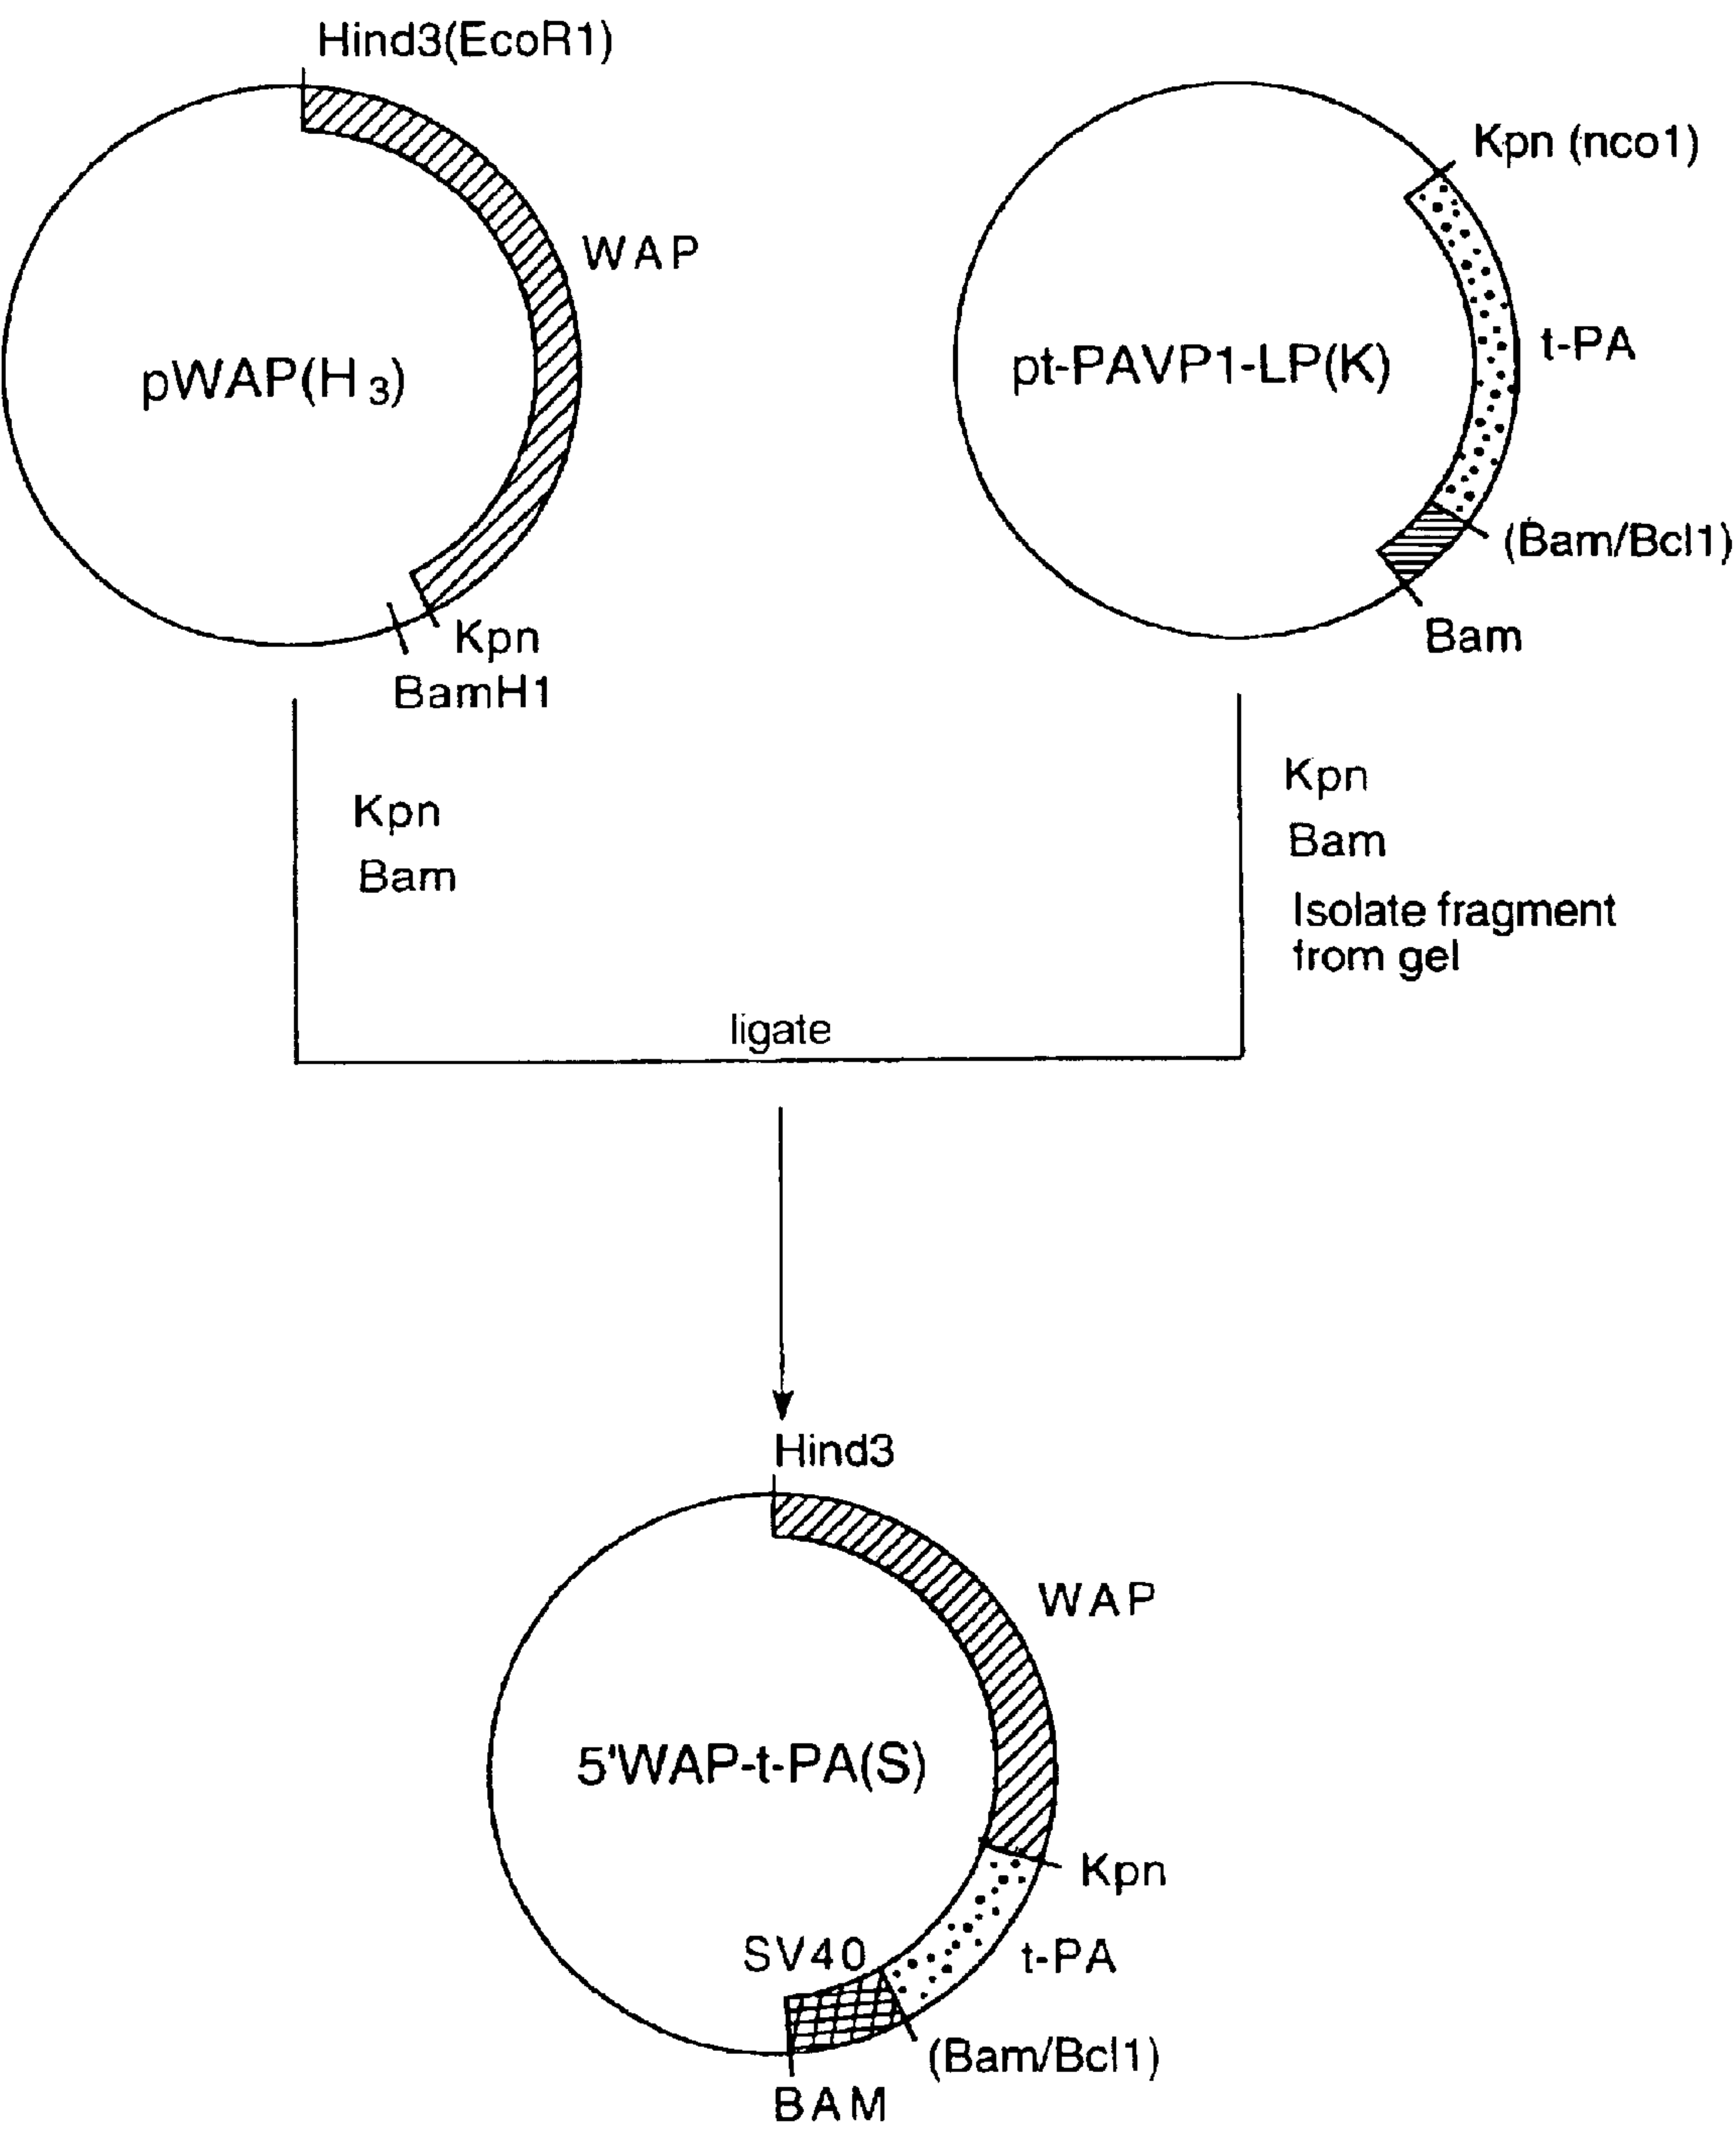 Hind3(EcoR1)
WAP
pWAP(H3)
Kpn
BamH1
Kpn (nco1)
t-PA
pt-PAVP1-LP(K)
(Bam/Bcl1)
Bam
Kpn
Bam
Kpn
Bam
Isolate fragment
from gel
ligate
Hind3
WAP
5'WAP-t-PA(S)
Kpn
SV40
t-PA
(Bam/Bcl1)
BAM